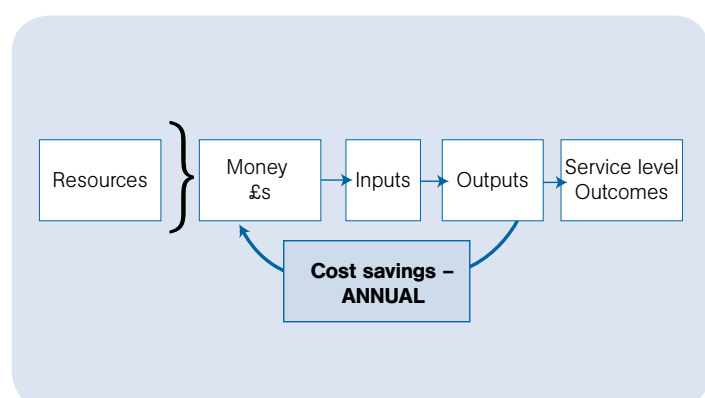 Resources
Money
£s
Inputs
Outputs
Service level
Outcomes
Cost savings –
ANNUAL